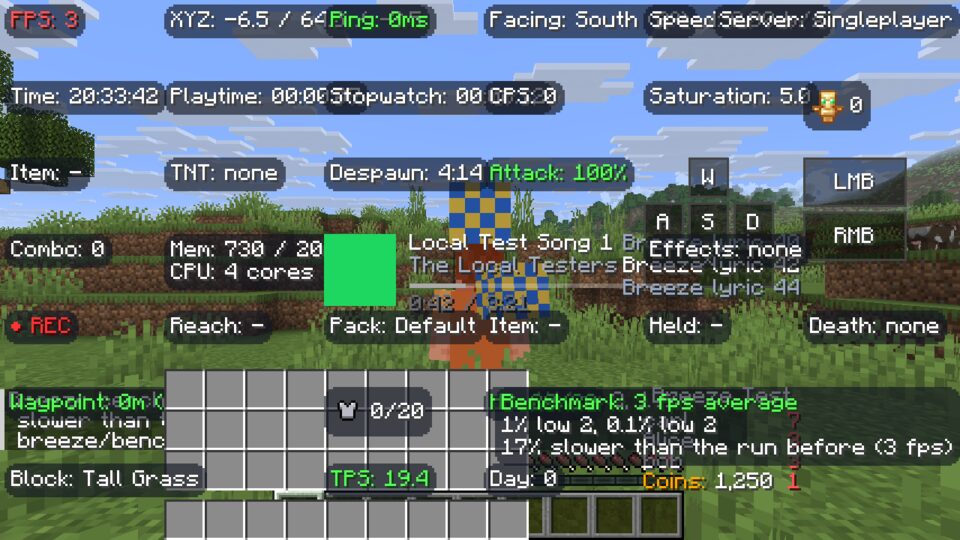 FPS: 3
XYZ: -6.5 / 64
Ping: 0ms
Facing: South
Speed
Server: Singleplayer
Time: 20:33:42
Playtime: 00:00
Stopwatch: 00
CPS: 0
Saturation: 5.0
0
Item: -
TNT: none
Despawn: 4:14
Attack: 100%
W
LMB
A S D
RMB
Combo: 0
Mem: 730 / 20
CPU: 4 cores
Local Test Song 1
The Local Testers
0:42 / 3:21
Effects: none
Breeze lyric 42
Breeze lyric 44
REC
Reach: -
Pack: Default
Item: -
Held: -
Death: none
Waypoint: 0m
slower than
breeze/benc
0/20
Breeze Test
Benchmark: 3 fps average
1% low 2, 0.1% low 2
17% slower than the run before (3 fps)
Block: Tall Grass
TPS: 19.4
Day: 0
Coins: 1,250
1